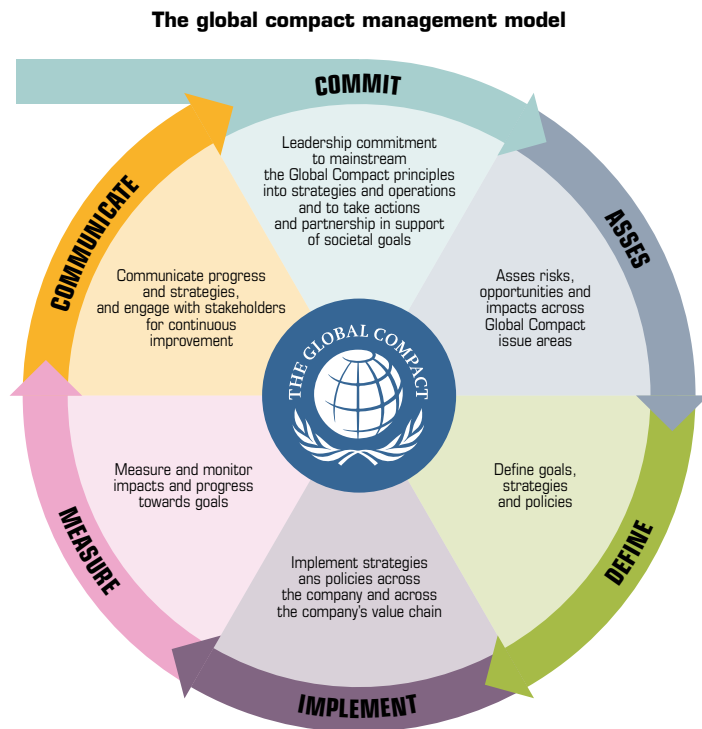 The global compact management model
COMMIT
Leadership commitment
to mainstream
the Global Compact principles
into strategies and operations
and to take actions
and partnership in support
of societal goals
ASSES
Asses risks,
opportunities and
impacts across
Global Compact
issue areas
DEFINE
Define goals,
strategies
and policies
IMPLEMENT
Implement strategies
ans policies across
the company and across
the company's value chain
MEASURE
Measure and monitor
impacts and progress
towards goals
COMMUNICATE
Communicate progress
and strategies,
and engage with stakeholders
for continuous
improvement
THE GLOBAL COMPACT